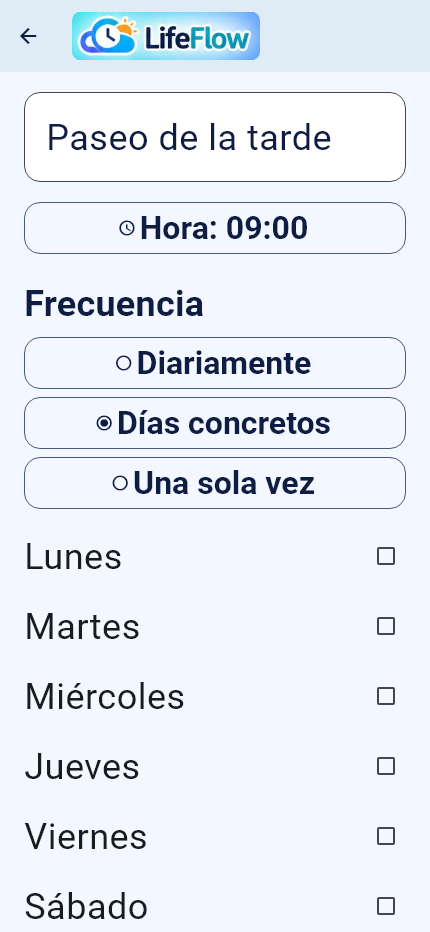 LifeFlow
Paseo de la tarde
Hora: 09:00
Frecuencia
Diariamente
Días concretos
Una sola vez
Lunes
Martes
Miércoles
Jueves
Viernes
Sábado